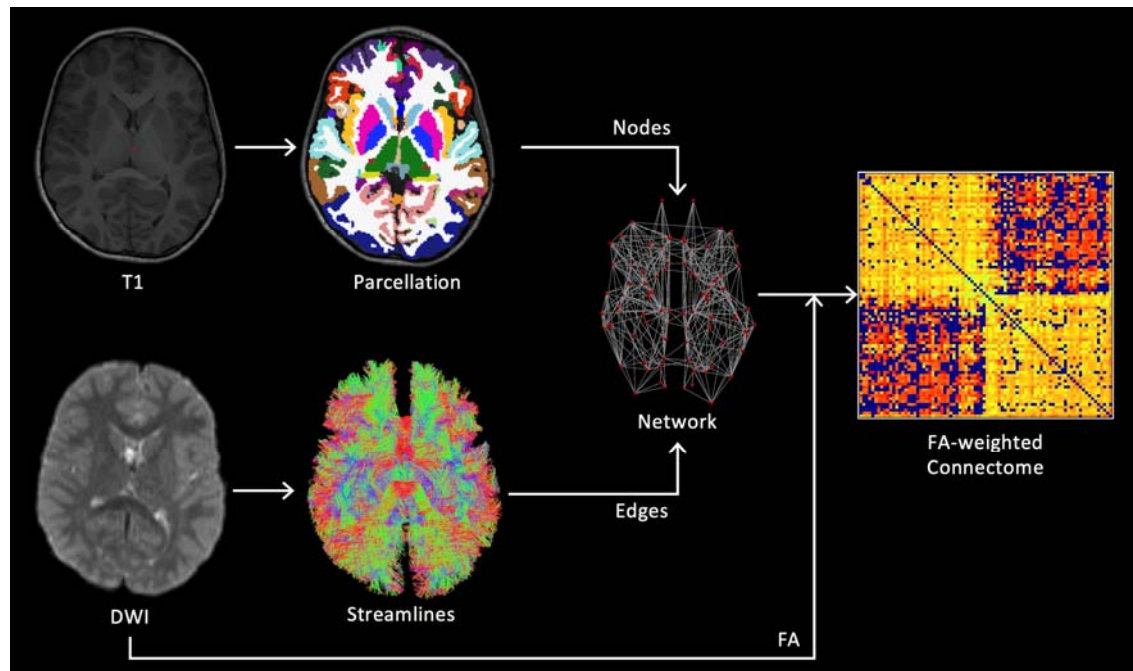 Nodes
T1
Parcellation
Network
FA-weighted
Connectome
Edges
DWI
Streamlines
FA